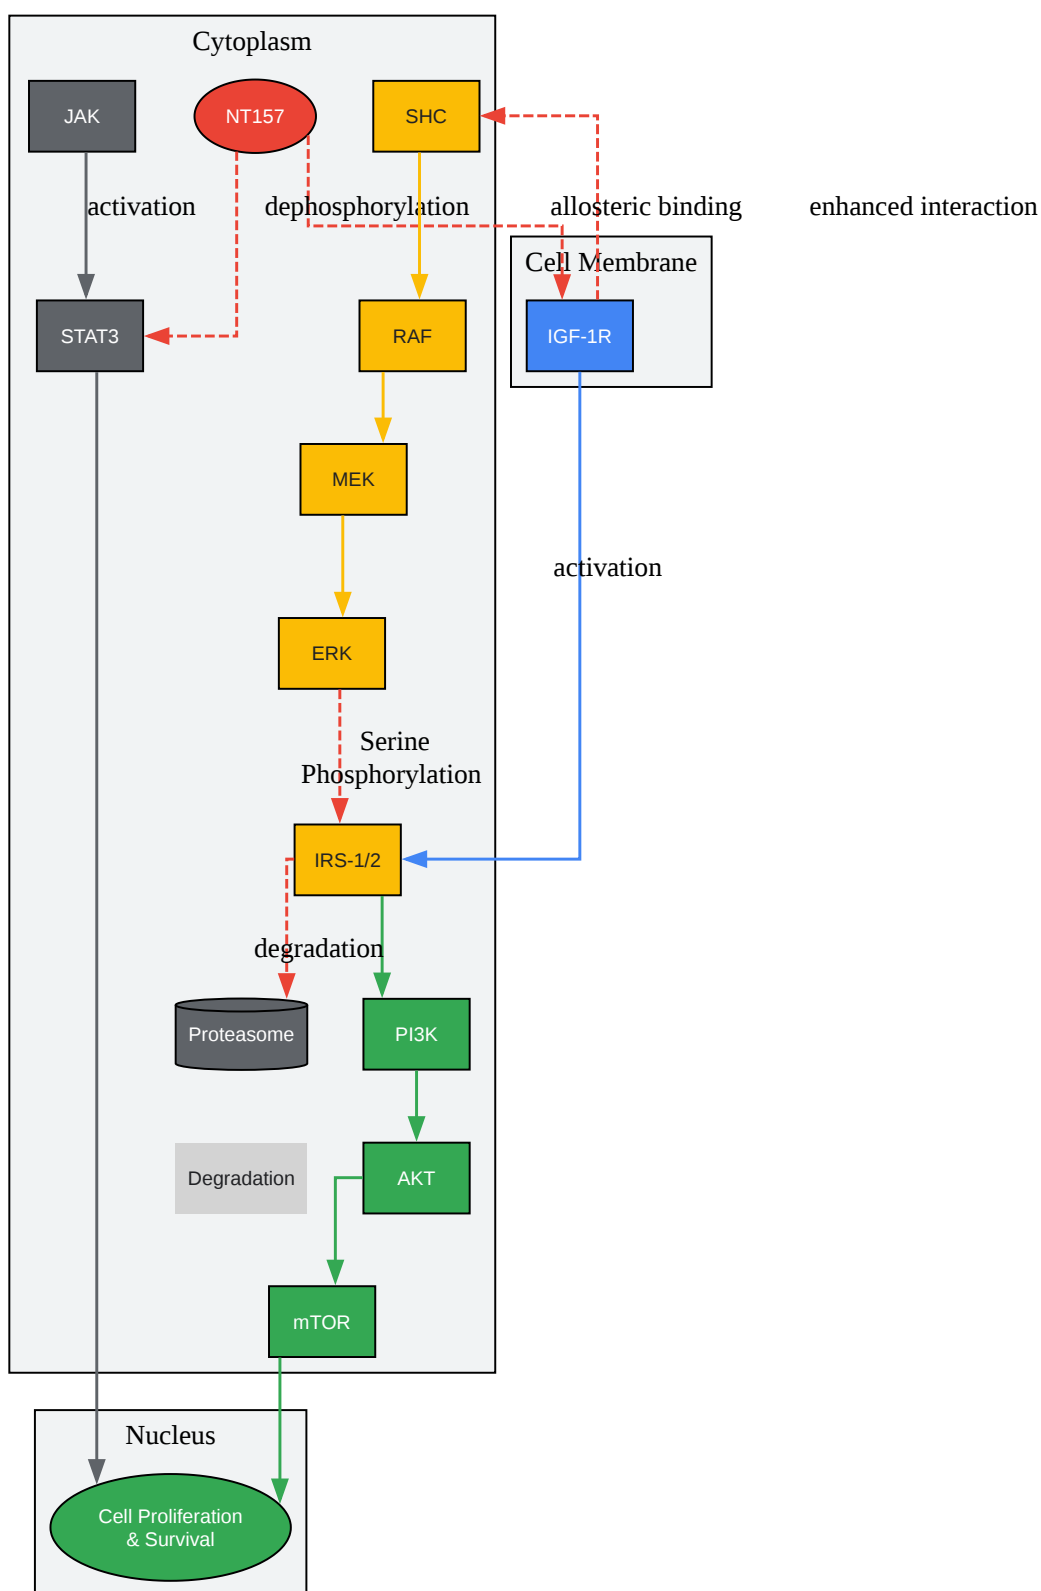 Cytoplasm
JAK
NT157
SHC
activation
dephosphorylation
allosteric binding
enhanced interaction
Cell Membrane
STAT3
RAF
IGF-1R
MEK
activation
ERK
Serine
Phosphorylation
IRS-1/2
degradation
Proteasome
PI3K
Degradation
AKT
mTOR
Nucleus
Cell Proliferation
& Survival